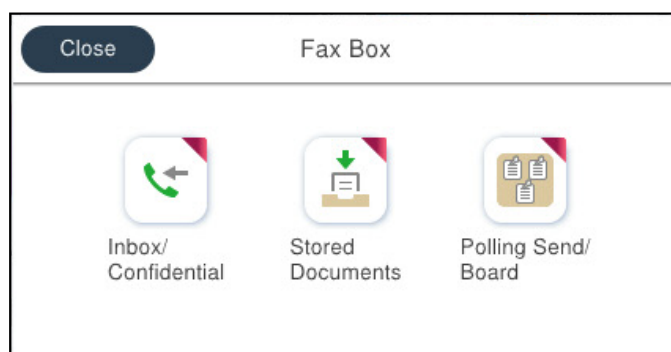 Close
Fax Box
Inbox/
Confidential
Stored
Documents
Polling Send/
Board